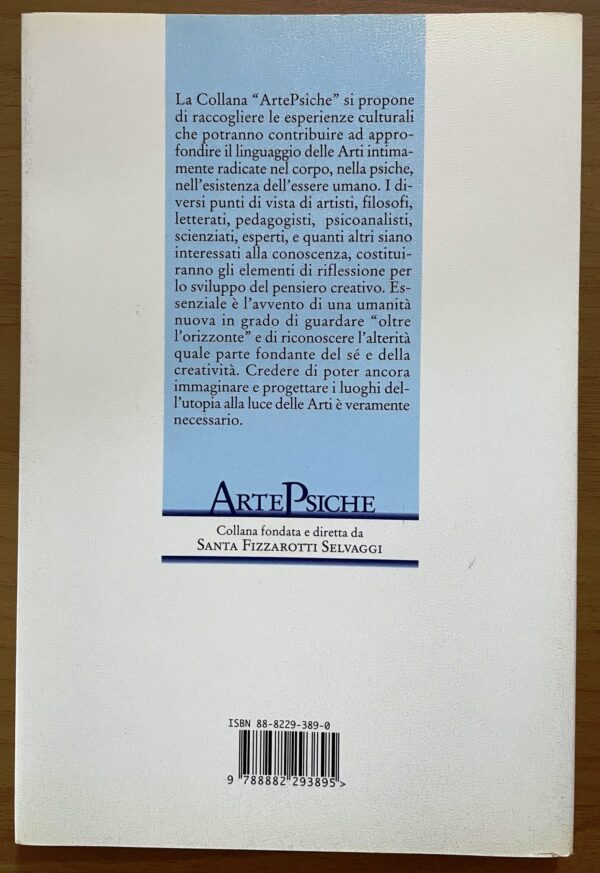 La Collana “ArtePsiche” si propone
di raccogliere le esperienze culturali
che potranno contribuire ad appro-
fondire il linguaggio delle Arti intima-
mente radicate nel corpo, nella psiche,
nell’esistenza dell’essere umano. I di-
versi punti di vista di artisti, filosofi,
letterati, pedagogisti, psicoanalisti,
scienziati, esperti, e quanti altri siano
interessati alla conoscenza, costitui-
ranno gli elementi di riflessione per
lo sviluppo del pensiero creativo. Es-
senziale è l’avvento di una umanità
nuova in grado di guardare “oltre
l’orizzonte” e di riconoscere l’alterità
quale parte fondante del sé e della
creatività. Credere di poter ancora
immaginare e progettare i luoghi del-
l’utopia alla luce delle Arti è veramente
necessario.
ARTEPSICHE
Collana fondata e diretta da
SANTA FIZZAROTTI SELVAGGI
ISBN 88-8229-389-0
9 788882 293895>